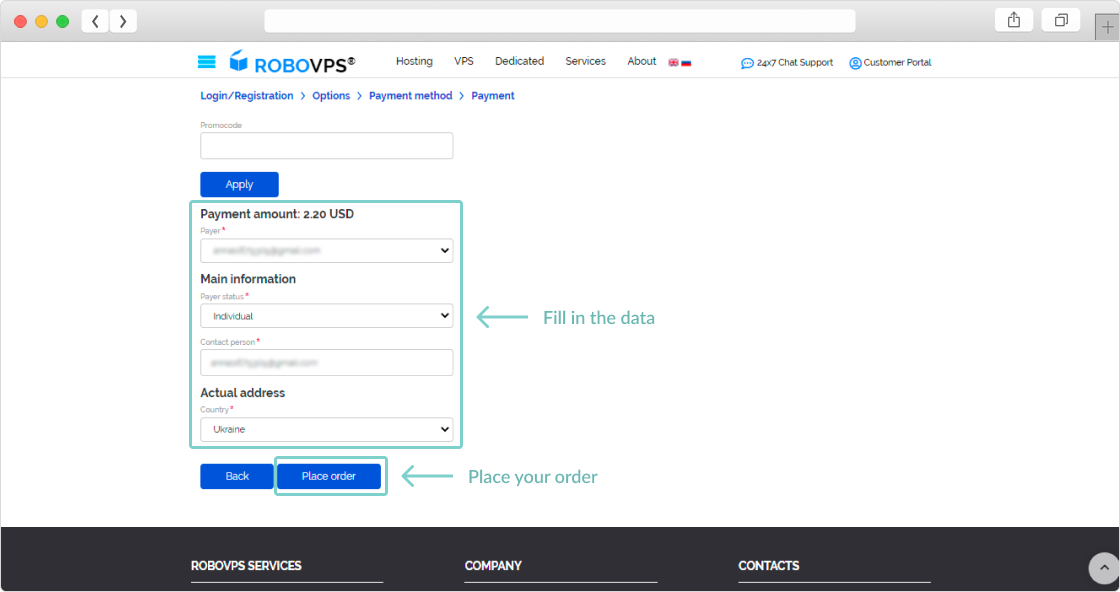 ROBOVPS®
Hosting VPS Dedicated Services About 24x7 Chat Support Customer Portal
Login/Registration > Options > Payment method > Payment
Promocode
Apply
Payment amount: 2.20 USD
Payer*
Main information
Payer status*
Individual
Fill in the data
Contact person*
Actual address
Country*
Ukraine
Back Place order
Place your order
ROBOVPS SERVICES COMPANY CONTACTS